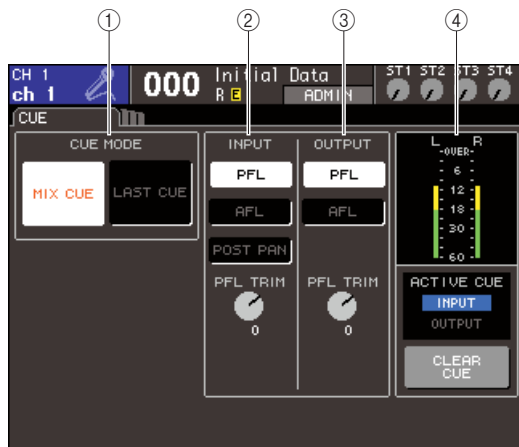 ① ② ③ ④
CH 1
ch 1
000
Initial Data
R E
ADMIN
ST1 ST2 ST3 ST4
CUE
CUE MODE
MIX CUE
LAST CUE
INPUT
PFL
AFL
POST PAN
PFL TRIM
0
OUTPUT
PFL
AFL
PFL TRIM
0
L R
-OVER-
6
12
18
30
60
ACTIVE CUE
INPUT
OUTPUT
CLEAR
CUE